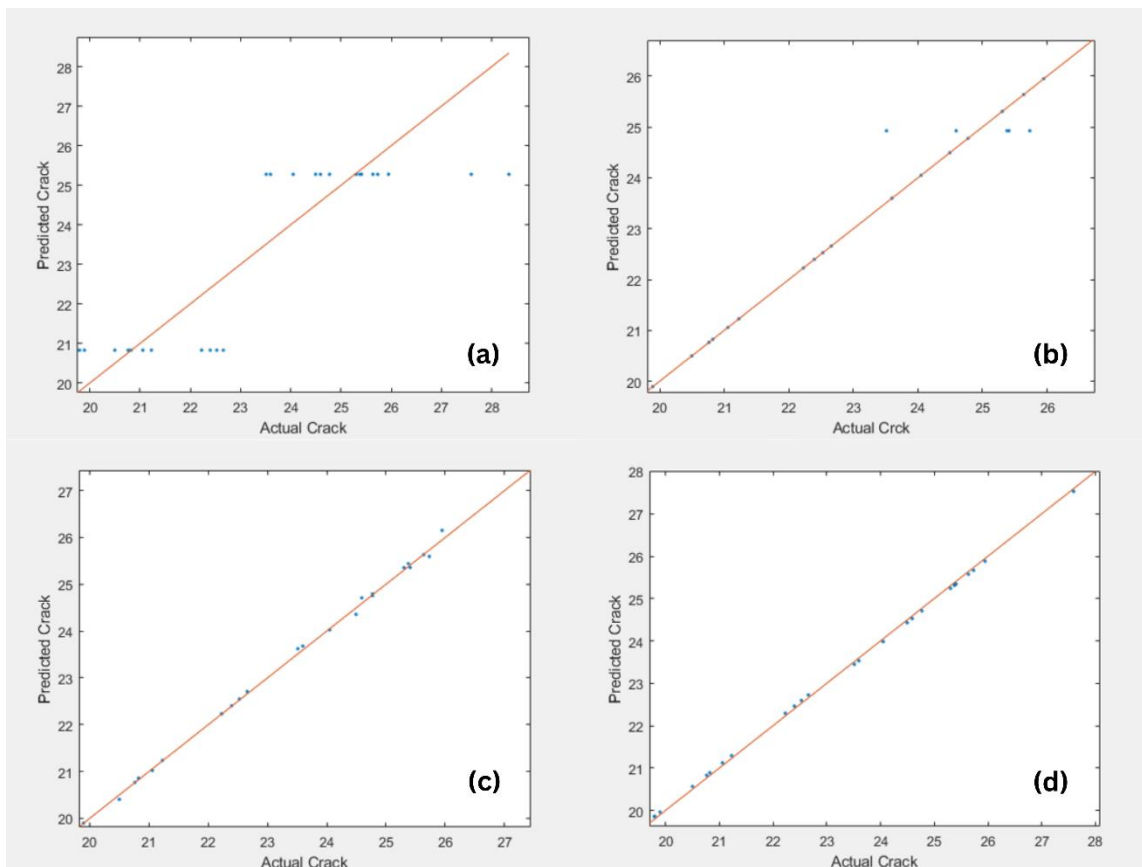 28
27
26
25
24
23
22
21
20
Predicted Crack
20 21 22 23 24 25 26 27 28
Actual Crack
(a)
26
25
24
23
22
21
20
Predicted Crack
20 21 22 23 24 25 26
Actual Crck
(b)
27
26
25
24
23
22
21
20
Predicted Crack
20 21 22 23 24 25 26 27
Actual Crack
(c)
28
27
26
25
24
23
22
21
20
Predicted Crack
20 21 22 23 24 25 26 27 28
Actual Crack
(d)